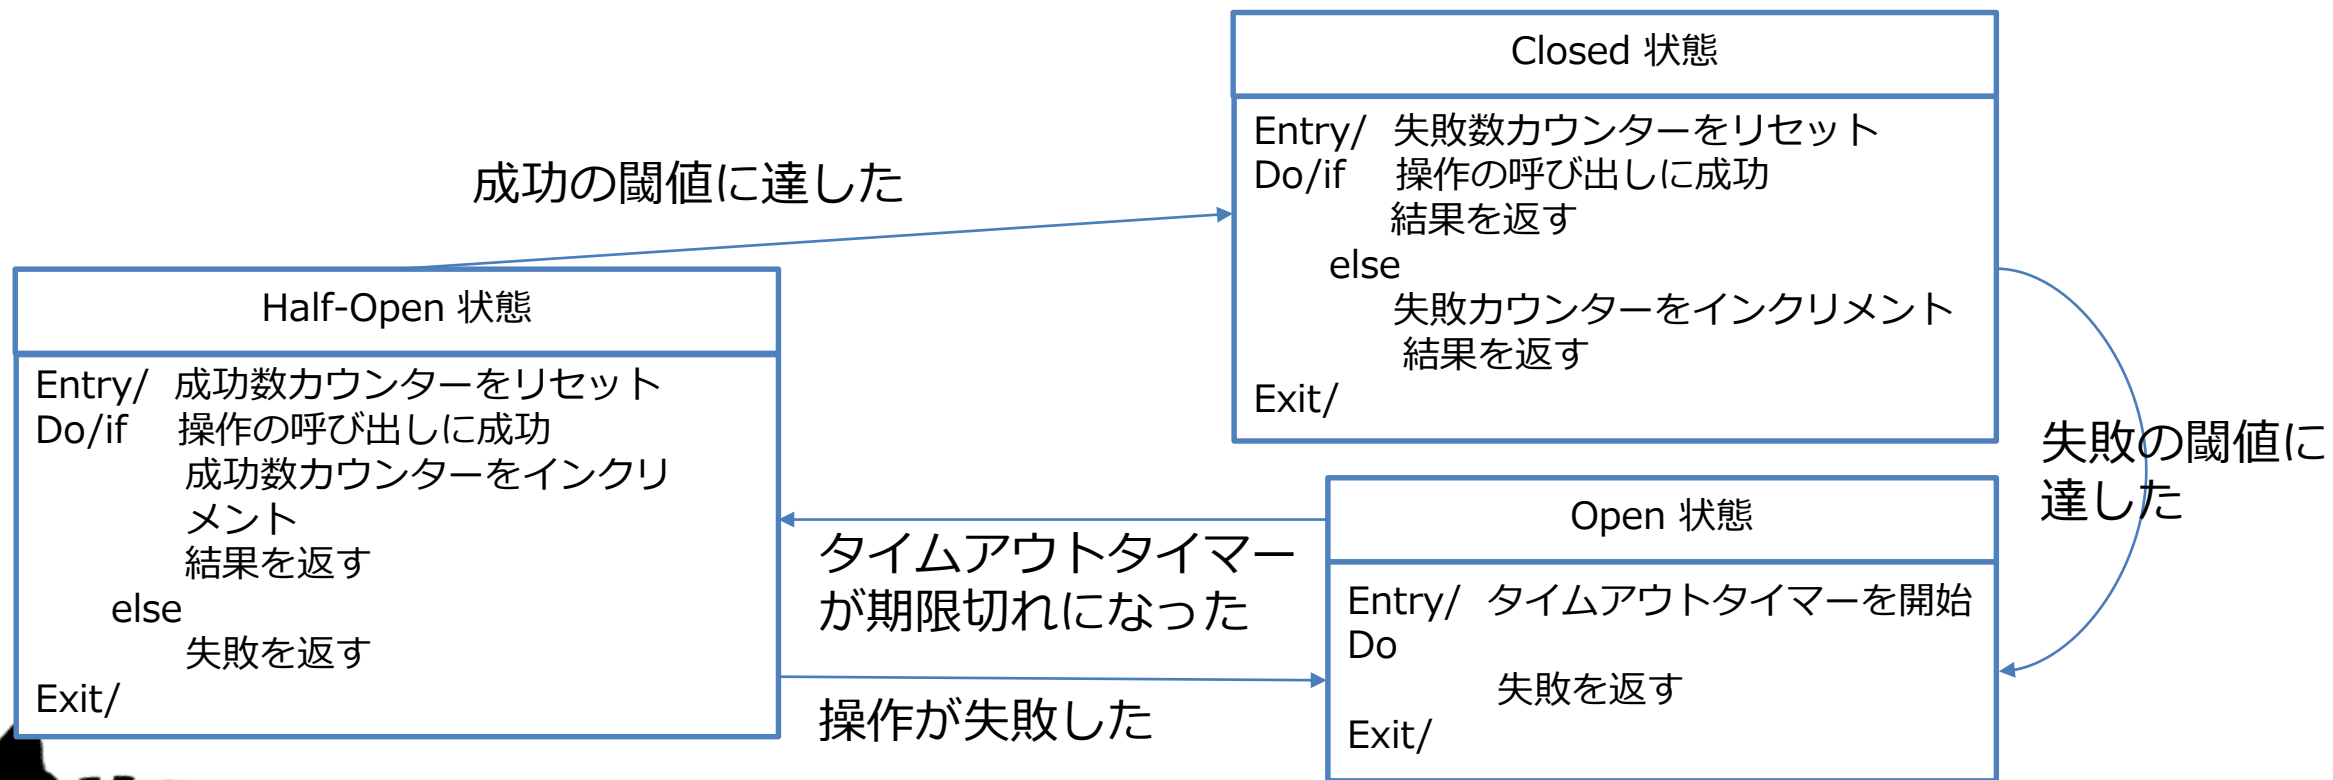 Closed 状態
Entry/ 失敗数カウンターをリセット
Do/if 操作の呼び出しに成功
結果を返す
else
失敗カウンターをインクリメント
結果を返す
Exit/
成功の閾値に達した
Half-Open 状態
Entry/ 成功数カウンターをリセット
Do/if 操作の呼び出しに成功
成功数カウンターをインクリ
メント
結果を返す
else
失敗を返す
Exit/
失敗の閾値に
達した
タイムアウトタイマー
が期限切れになった
操作が失敗した
Open 状態
Entry/ タイムアウトタイマーを開始
Do
失敗を返す
Exit/